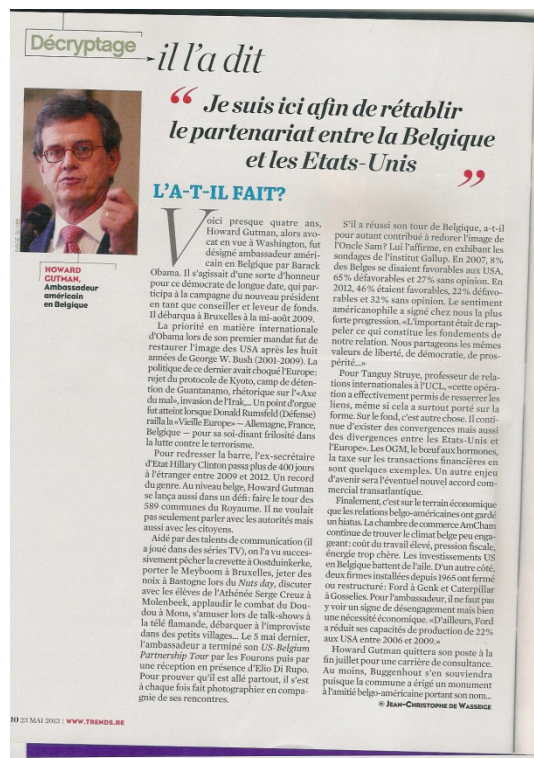 Décryptage
il l'a dit
“ Je suis ici afin de rétablir
le partenariat entre la Belgique
et les Etats-Unis ”
L'A-T-IL FAIT?
HOWARD
GUTMAN,
Ambassadeur
américain
en Belgique
Voici presque quatre ans,
Howard Gutman, alors avo-
cat en vue à Washington, fut
désigné ambassadeur améri-
cain en Belgique par Barack
Obama. Il s'agissait d'une sorte d'honneur
pour ce démocrate de longue date, qui par-
ticipa à la campagne du nouveau président
en tant que conseiller et leveur de fonds.
Il débarqua à Bruxelles à la mi-août 2009.
La priorité en matière internationale
d'Obama lors de son premier mandat fut de
restaurer l'image des USA après les huit
années de George W. Bush (2001-2009). La
politique de ce dernier avait choqué l'Europe:
rejet du protocole de Kyoto, camp de déten-
tion de Guantanamo, rhétorique sur l'«Axe
du mal», invasion de l'Irak,... Un point d'orgue
fut atteint lorsque Donald Rumsfeld (Défense)
railla la «Vieille Europe» — Allemagne, France,
Belgique — pour sa soi-disant frilosité dans
la lutte contre le terrorisme.
Pour redresser la barre, l'ex-secrétaire
d'Etat Hillary Clinton passa plus de 400 jours
à l'étranger entre 2009 et 2012. Un record
du genre. Au niveau belge, Howard Gutman
se lança aussi dans un défi: faire le tour des
589 communes du Royaume. Il ne voulait
pas seulement parler avec les autorités mais
aussi avec les citoyens.
Aidé par des talents de communication (il
a joué dans des séries TV), on l'a vu succes-
sivement pêcher la crevette à Oostduinkerke,
porter le Meyboom à Bruxelles, jeter des
noix à Bastogne lors du Nuts day, discuter
avec les élèves de l'Athénée Serge Creuz à
Molenbeek, applaudir le combat du Dou-
dou à Mons, s'amuser lors de talk-shows à
la télé flamande, débarquer à l'improviste
dans des petits villages... Le 5 mai dernier,
l'ambassadeur a terminé son US-Belgium
Partnership Tour par les Fourons puis par
une réception en présence d'Elio Di Rupo.
Pour prouver qu'il est allé partout, il s'est
à chaque fois fait photographier en compa-
gnie de ses rencontres.
S'il a réussi son tour de Belgique, a-t-il
pour autant contribué à redorer l'image de
l'Oncle Sam? Lui l'affirme, en exhibant les
sondages de l'institut Gallup. En 2007, 8%
des Belges se disaient favorables aux USA,
65% défavorables et 27% sans opinion. En
2012, 46% étaient favorables, 22% défavo-
rables et 32% sans opinion. Le sentiment
américanophile a signé chez nous la plus
forte progression. «L'important était de rap-
peler ce qui constitue les fondements de
notre relation. Nous partageons les mêmes
valeurs de liberté, de démocratie, de pros-
périté...»
Pour Tanguy Struye, professeur de rela-
tions internationales à l'UCL, «cette opéra-
tion a effectivement permis de resserrer les
liens, même si cela a surtout porté sur la
forme. Sur le fond, c'est autre chose. Il conti-
nue d'exister des convergences mais aussi
des divergences entre les Etats-Unis et
l'Europe». Les OGM, le bœuf aux hormones,
la taxe sur les transactions financières en
sont quelques exemples. Un autre enjeu
d'avenir sera l'éventuel nouvel accord com-
mercial transatlantique.
Finalement, c'est sur le terrain économique
que les relations belgo-américaines ont gardé
un hiatus. La chambre de commerce AmCham
continue de trouver le climat belge peu enga-
geant: coût du travail élevé, pression fiscale,
énergie trop chère. Les investissements US
en Belgique battent de l'aile. D'un autre côté,
deux firmes installées depuis 1965 ont fermé
ou restructuré: Ford à Genk et Caterpillar
à Gosselies. Pour l'ambassadeur, il ne faut pas
y voir un signe de désengagement mais bien
une nécessité économique. «D'ailleurs, Ford
a réduit ses capacités de production de 22%
aux USA entre 2006 et 2009.»
Howard Gutman quittera son poste à la
fin juillet pour une carrière de consultance.
Au moins, Buggenhout s'en souviendra
puisque la commune a érigé un monument
à l'amitié belgo-américaine portant son nom...
JEAN-CHRISTOPHE DE WASSEIGE
10 23 MAI 2013 | WWW.TRENDS.BE